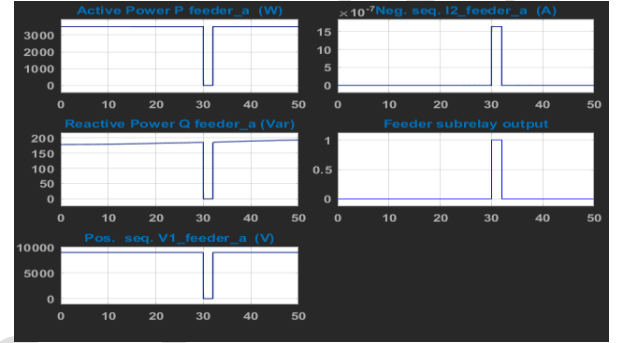 Active Power P feeder_a (W)
3000
2000
1000
0
0 10 20 30 40 50
×10-7 Neg. seq. I2_feeder_a (A)
15
10
5
0
0 10 20 30 40 50
Reactive Power Q feeder_a (Var)
200
150
100
50
0
0 10 20 30 40 50
Feeder subrelay output
1
0.5
0
0 10 20 30 40 50
Pos. seq. V1_feeder_a (V)
10000
5000
0
0 10 20 30 40 50